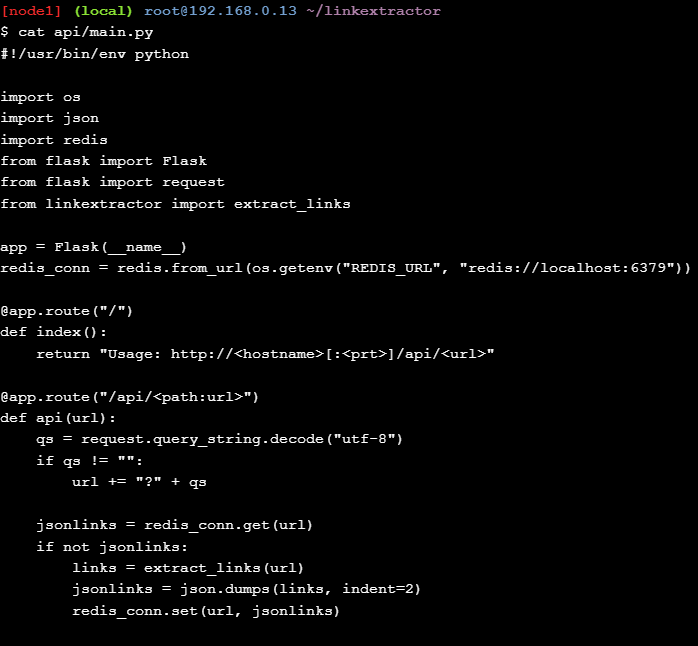 [node1] (local) root@192.168.0.13 ~/linkextractor
$ cat api/main.py
#!/usr/bin/env python

import os
import json
import redis
from flask import Flask
from flask import request
from linkextractor import extract_links

app = Flask(__name__)
redis_conn = redis.from_url(os.getenv("REDIS_URL", "redis://localhost:6379"))

@app.route("/")
def index():
    return "Usage: http://<hostname>[:<prt>]/api/<url>"

@app.route("/api/<path:url>")
def api(url):
    qs = request.query_string.decode("utf-8")
    if qs != "":
        url += "?" + qs

    jsonlinks = redis_conn.get(url)
    if not jsonlinks:
        links = extract_links(url)
        jsonlinks = json.dumps(links, indent=2)
        redis_conn.set(url, jsonlinks)